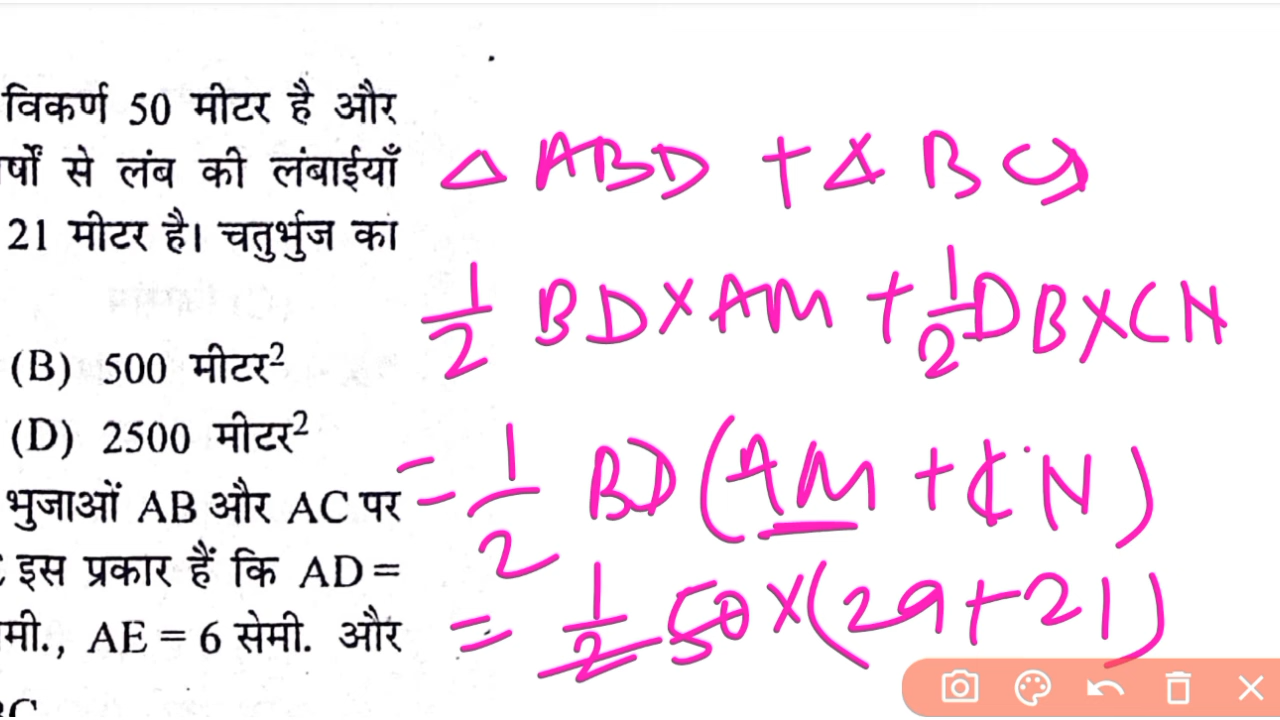 विकर्ण 50 मीटर है और
र्षों से लंब की लंबाईयाँ
21 मीटर है। चतुर्भुज का
(B) 500 मीटर²
(D) 2500 मीटर²
भुजाओं AB और AC पर
इस प्रकार हैं कि AD =
मी., AE = 6 सेमी. और
△ ABD + △ BCD
1/2 BD × AM + 1/2 DB × CN
= 1/2 BD (AM + CN)
= 1/2 50 × (29 + 21)